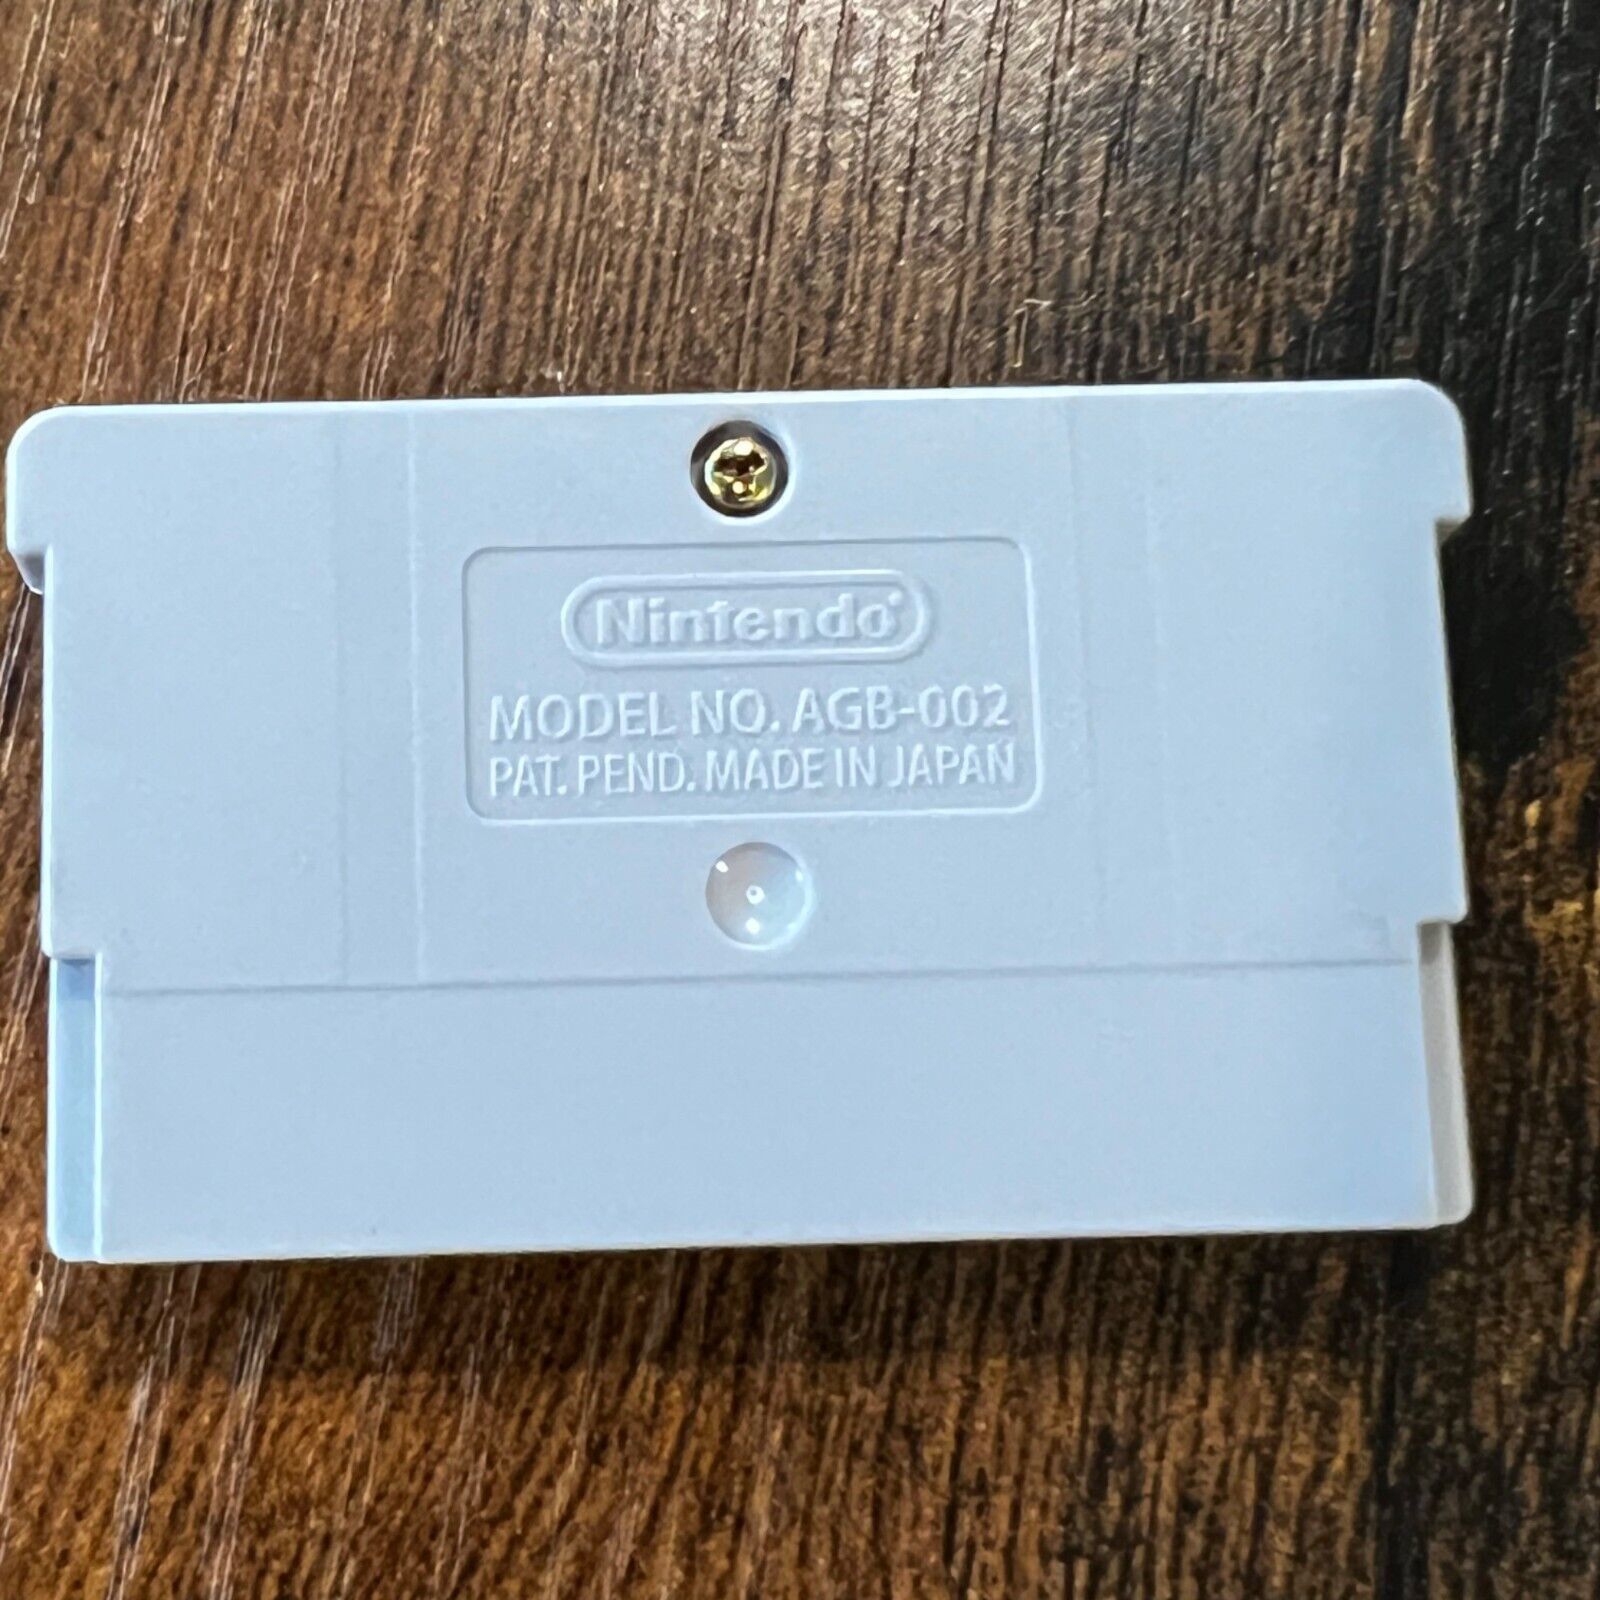 Nintendo®
MODEL NO. AGB-002
PAT. PEND. MADE IN JAPAN